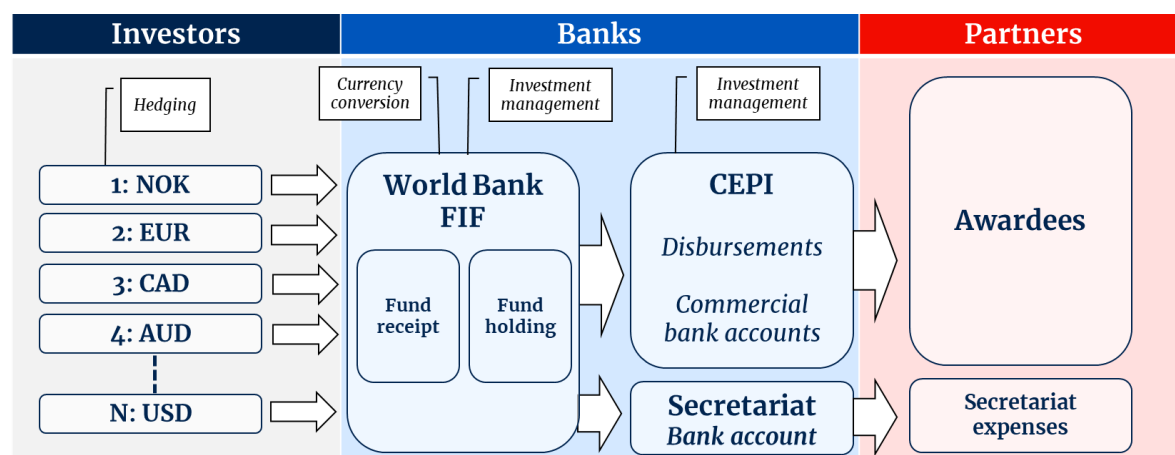 Investors
Banks
Partners
Hedging
Currency
conversion
Investment
management
Investment
management
1: NOK
2: EUR
3: CAD
4: AUD
N: USD
World Bank
FIF
Fund
receipt
Fund
holding
CEPI
Disbursements
Commercial
bank accounts
Secretariat
Bank account
Awardees
Secretariat
expenses